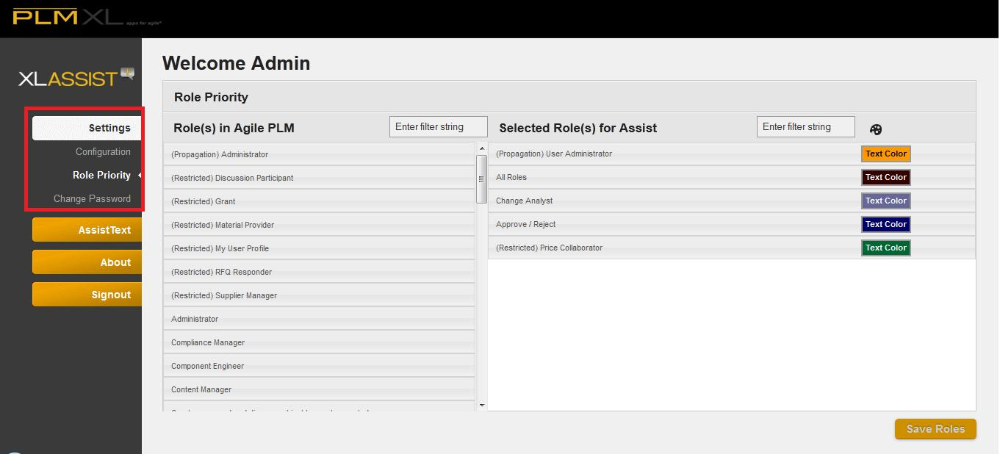 PLM XL apps for agile
XLASSIST
Settings
Configuration
Role Priority
Change Password
AssistText
About
Signout
Welcome Admin
Role Priority
Role(s) in Agile PLM
Enter filter string
(Propagation) Administrator
(Restricted) Discussion Participant
(Restricted) Grant
(Restricted) Material Provider
(Restricted) My User Profile
(Restricted) RFQ Responder
(Restricted) Supplier Manager
Administrator
Compliance Manager
Component Engineer
Content Manager
Selected Role(s) for Assist
Enter filter string
(Propagation) User Administrator Text Color
All Roles Text Color
Change Analyst Text Color
Approve / Reject Text Color
(Restricted) Price Collaborator Text Color
Save Roles